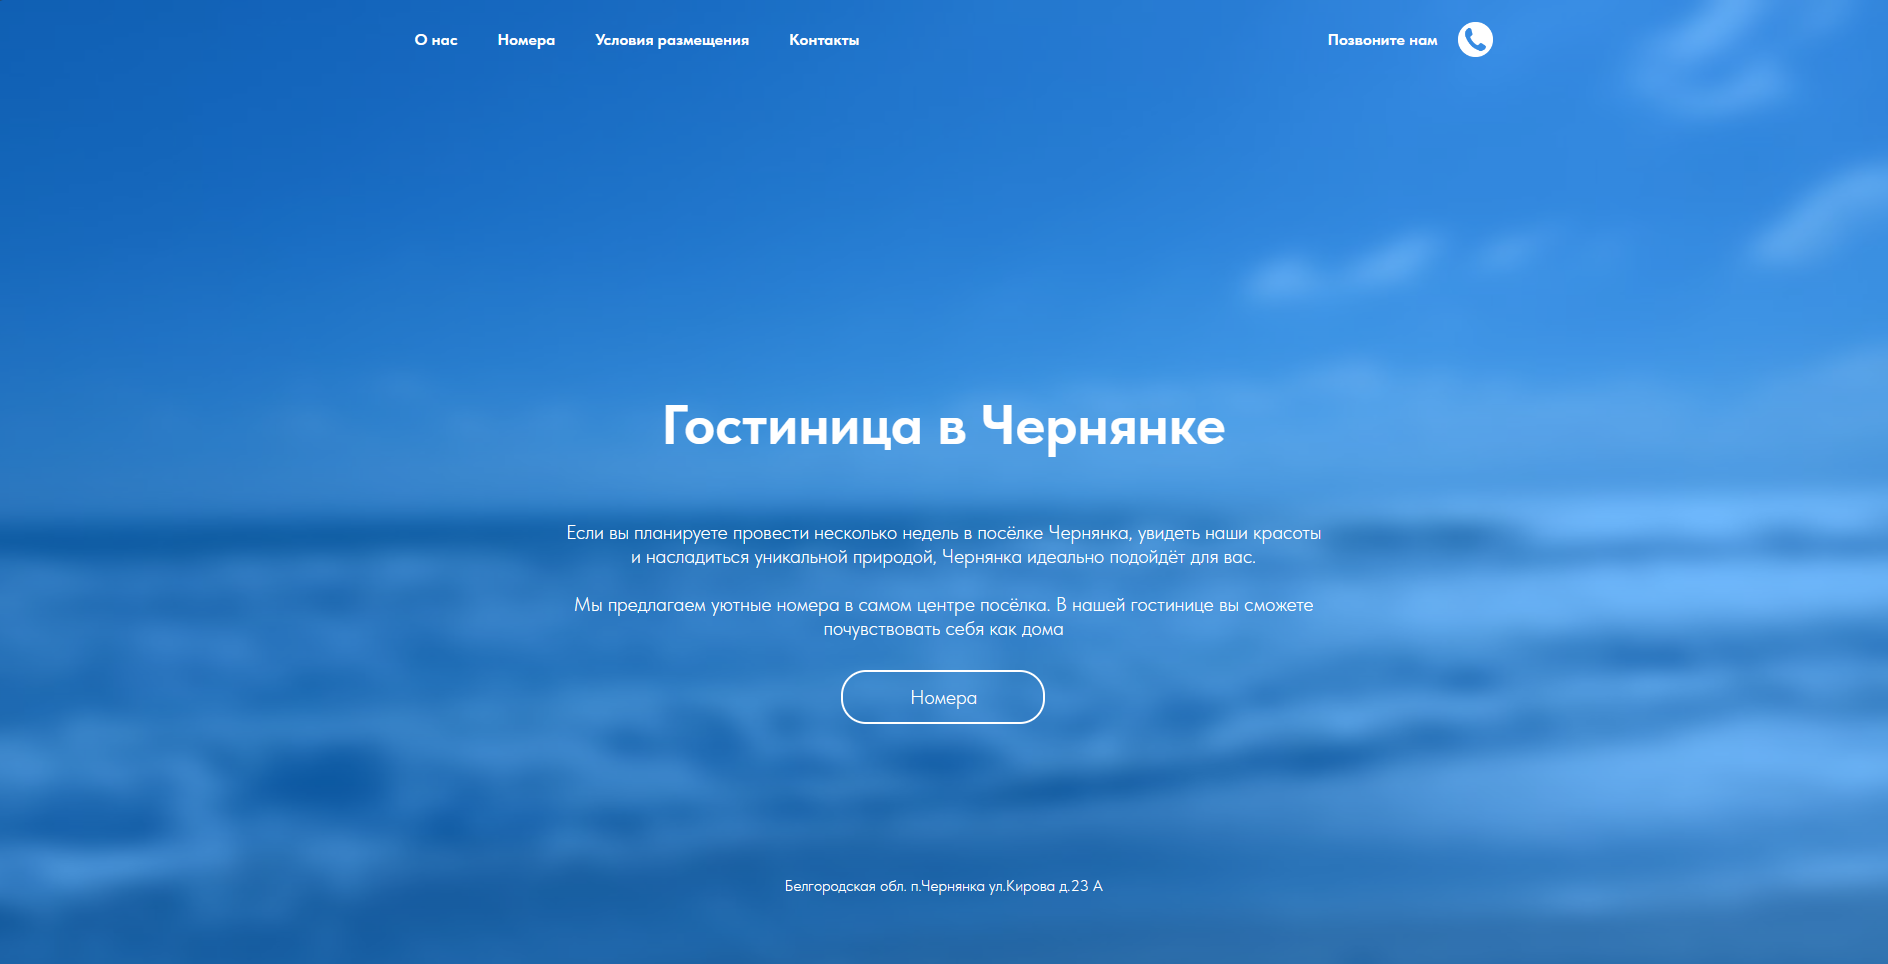 О нас Номера Условия размещения Контакты Позвоните нам
Гостиница в Чернянке
Если вы планируете провести несколько недель в посёлке Чернянка, увидеть наши красоты
и насладиться уникальной природой, Чернянка идеально подойдёт для вас.
Мы предлагаем уютные номера в самом центре посёлка. В нашей гостинице вы сможете
почувствовать себя как дома
Номера
Белгородская обл. п.Чернянка ул.Кирова д.23 А